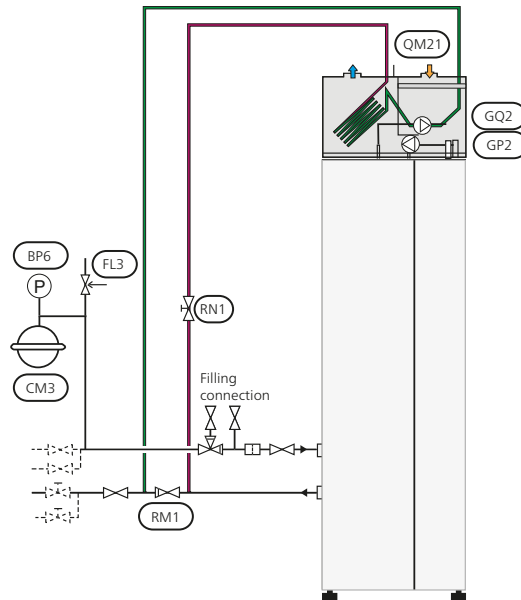 QM21
GQ2
GP2
BP6
FL3
P
RN1
CM3
Filling
connection
RM1